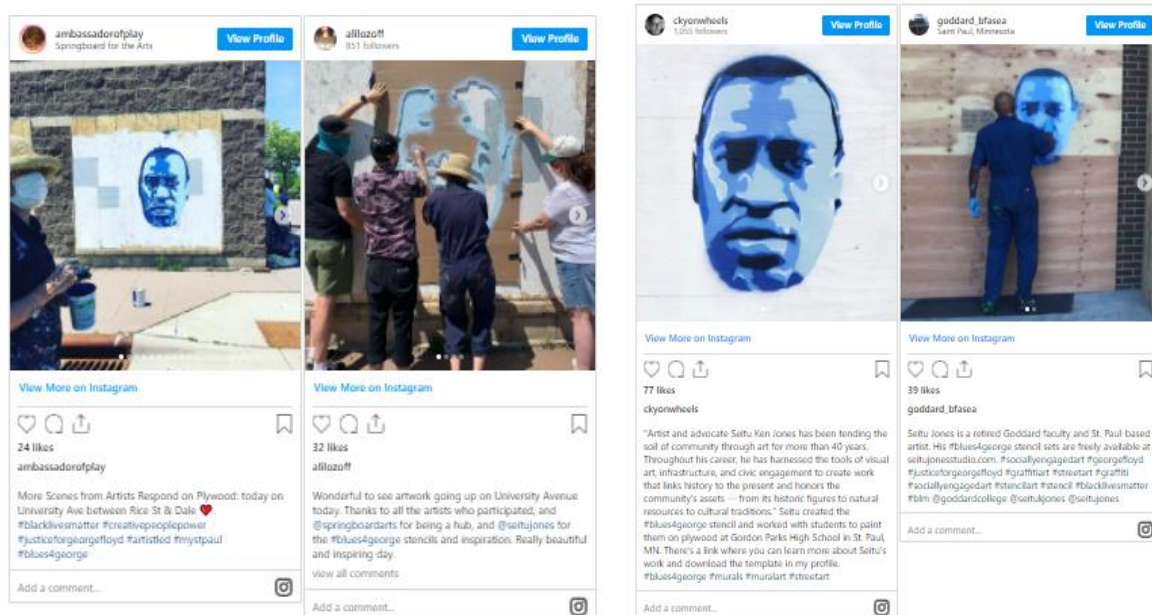 ambassadorofplay
Springboard for the Arts
View Profile
View More on Instagram
24 likes
ambassadorofplay
More Scenes from Artists Respond on Plywood: today on
University Ave between Rice St & Dale ❤️
#blacklivesmatter #creativepeoplepower
#justiceforgeorgefloyd #artistled #mystpaul
#blues4george
Add a comment...
alilozoff
851 followers
View Profile
View More on Instagram
32 likes
alilozoff
Wonderful to see artwork going up on University Avenue
today. Thanks to all the artists who participated, and
@springboardarts for being a hub, and @seitujones for
the #blues4george stencils and inspiration. Really beautiful
and inspiring day.
view all comments
Add a comment...
ckyonwheels
1,055 followers
View Profile
View More on Instagram
77 likes
ckyonwheels
"Artist and advocate Seitu Ken Jones has been tending the
soil of community through art for more than 40 years.
Throughout his career, he has harnessed the tools of visual
art, infrastructure, and civic engagement to create work
that links history to the present and honors the
community's assets — from its historic figures to natural
resources to cultural traditions." Seitu created the
#blues4george stencil and worked with students to paint
them on plywood at Gordon Parks High School in St. Paul,
MN. There's a link where you can learn more about Seitu's
work and download the template in my profile.
#blues4george #murals #muralart #streetart
Add a comment...
goddard_bfasea
Saint Paul, Minnesota
View Profile
View More on Instagram
39 likes
goddard_bfasea
Seitu Jones is a retired Goddard faculty and St. Paul-based
artist. His #blues4george stencil sets are freely available at
seitujonesstudio.com. #sociallyengagedart #georgefloyd
#justiceforgeorgefloyd #graffitiart #streetart #graffiti
#sociallyengagedart #stencilart #stencil #blacklivesmatter
#blm @goddardcollege @seitukjones @seitujones
Add a comment...